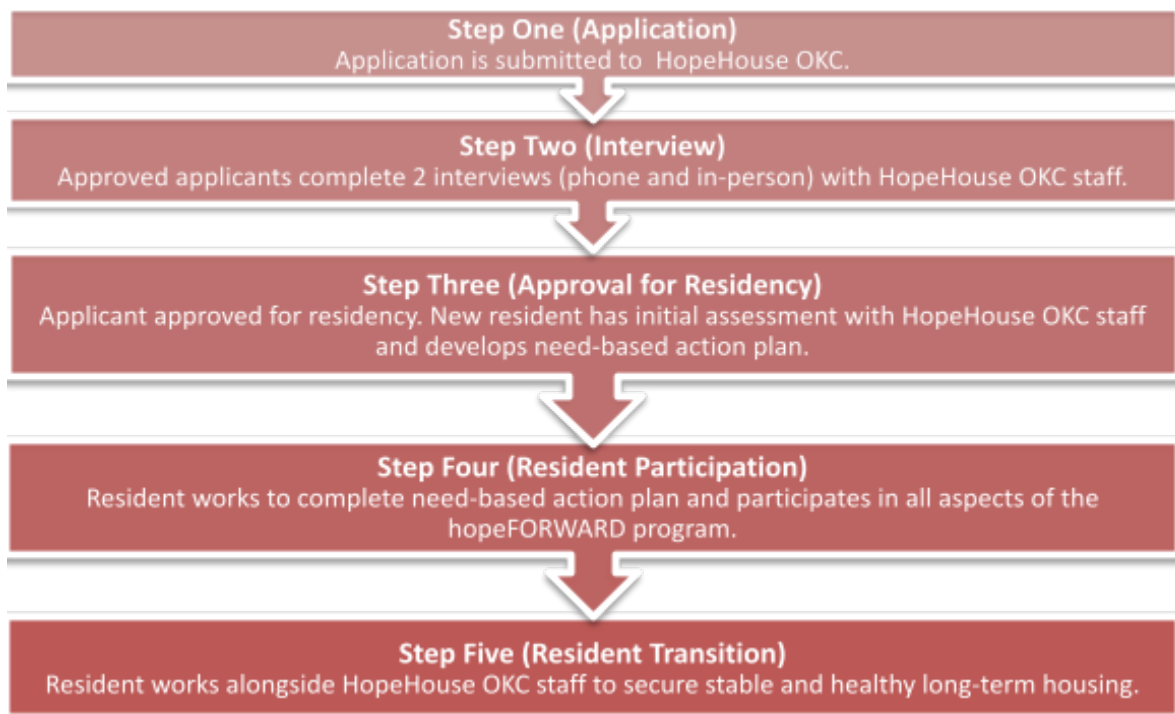 Step One (Application)
Application is submitted to HopeHouse OKC.
Step Two (Interview)
Approved applicants complete 2 interviews (phone and in-person) with HopeHouse OKC staff.
Step Three (Approval for Residency)
Applicant approved for residency. New resident has initial assessment with HopeHouse OKC staff
and develops need-based action plan.
Step Four (Resident Participation)
Resident works to complete need-based action plan and participates in all aspects of the
hopeFORWARD program.
Step Five (Resident Transition)
Resident works alongside HopeHouse OKC staff to secure stable and healthy long-term housing.